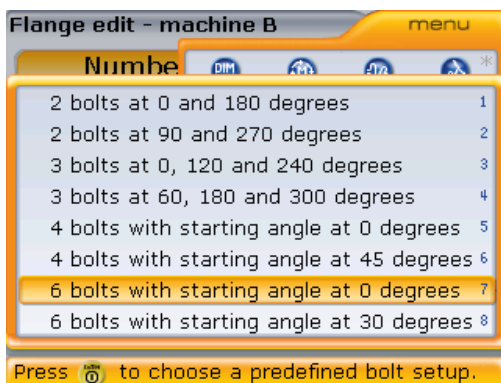 Flange edit - machine B menu
Numbe
DIM
2 bolts at 0 and 180 degrees 1
2 bolts at 90 and 270 degrees 2
3 bolts at 0, 120 and 240 degrees 3
3 bolts at 60, 180 and 300 degrees 4
4 bolts with starting angle at 0 degrees 5
4 bolts with starting angle at 45 degrees 6
6 bolts with starting angle at 0 degrees 7
6 bolts with starting angle at 30 degrees 8
Press 0 to choose a predefined bolt setup.